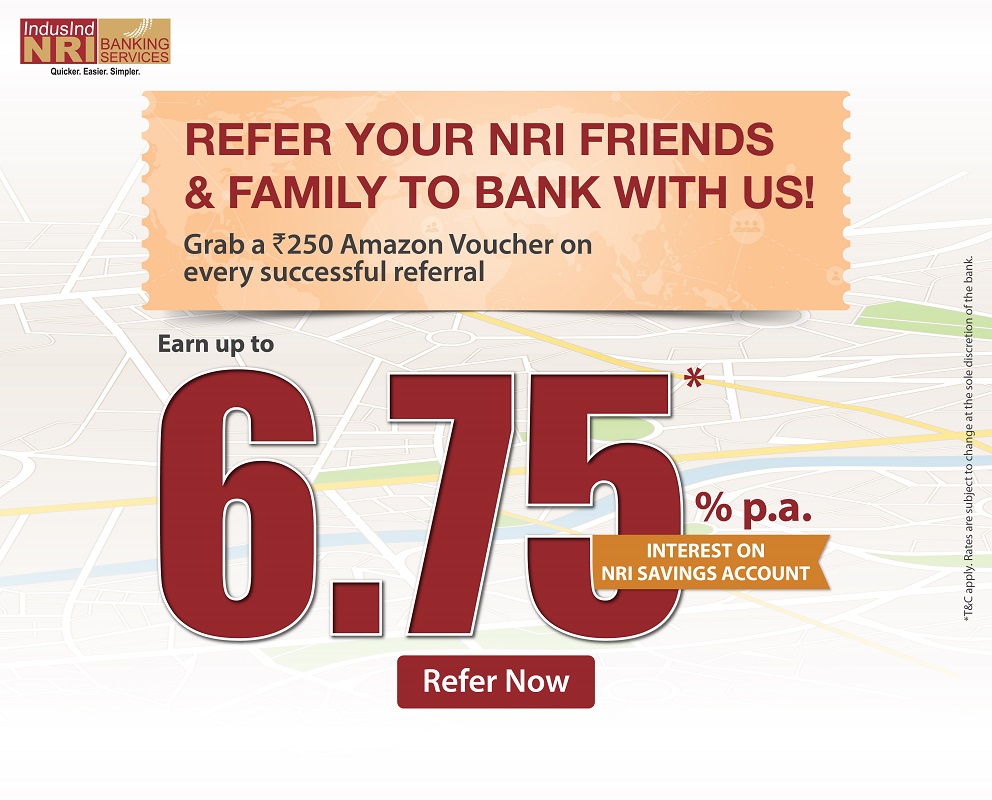 IndusInd
NRI BANKING
SERVICES
Quicker. Easier. Simpler.
REFER YOUR NRI FRIENDS
& FAMILY TO BANK WITH US!
Grab a ₹250 Amazon Voucher on
every successful referral
Earn up to
6.75*
% p.a.
INTEREST ON
NRI SAVINGS ACCOUNT
Refer Now
*T&C apply. Rates are subject to change at the sole discretion of the bank.